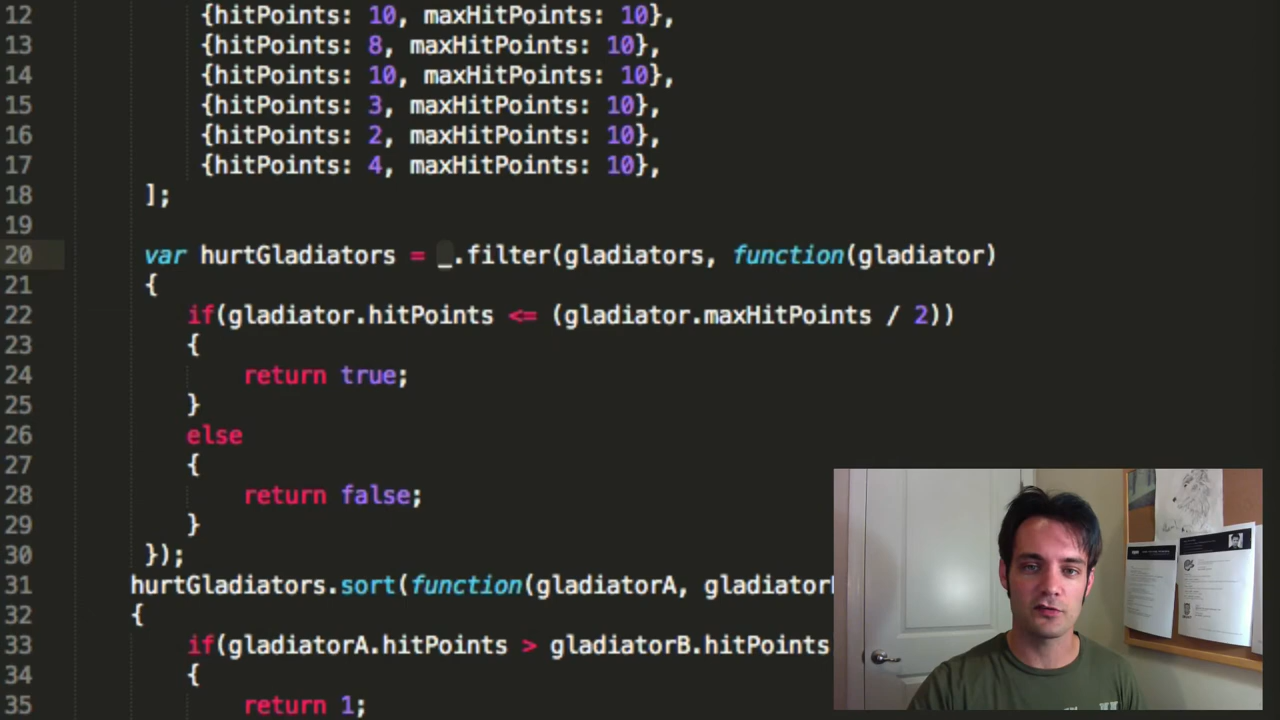 12 {hitPoints: 10, maxHitPoints: 10},
13 {hitPoints: 8, maxHitPoints: 10},
14 {hitPoints: 10, maxHitPoints: 10},
15 {hitPoints: 3, maxHitPoints: 10},
16 {hitPoints: 2, maxHitPoints: 10},
17 {hitPoints: 4, maxHitPoints: 10},
18 ];
19
20 var hurtGladiators = _.filter(gladiators, function(gladiator)
21 {
22 if(gladiator.hitPoints <= (gladiator.maxHitPoints / 2))
23 {
24 return true;
25 }
26 else
27 {
28 return false;
29 }
30 });
31 hurtGladiators.sort(function(gladiatorA, gladiator
32 {
33 if(gladiatorA.hitPoints > gladiatorB.hitPoints
34 {
35 return 1;